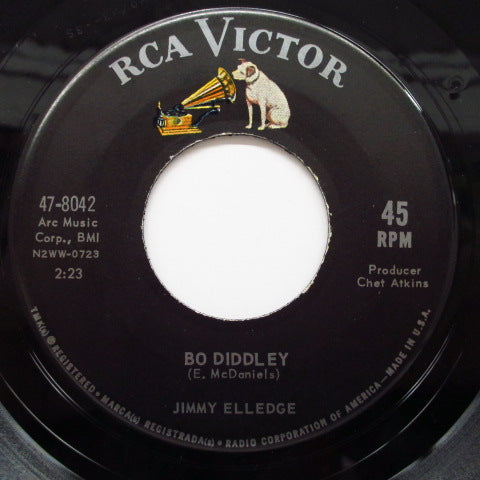 RCA VICTOR
47-8042
Arc Music
Corp., BMI
N2WW-0723
2:23
45
RPM
Producer
Chet Atkins
BO DIDDLEY
(E. McDaniels)
JIMMY ELLEDGE
TMK(s) ® REGISTERED • MARCA(s) REGISTRADA(s) • RADIO CORPORATION OF AMERICA—MADE IN U.S.A.